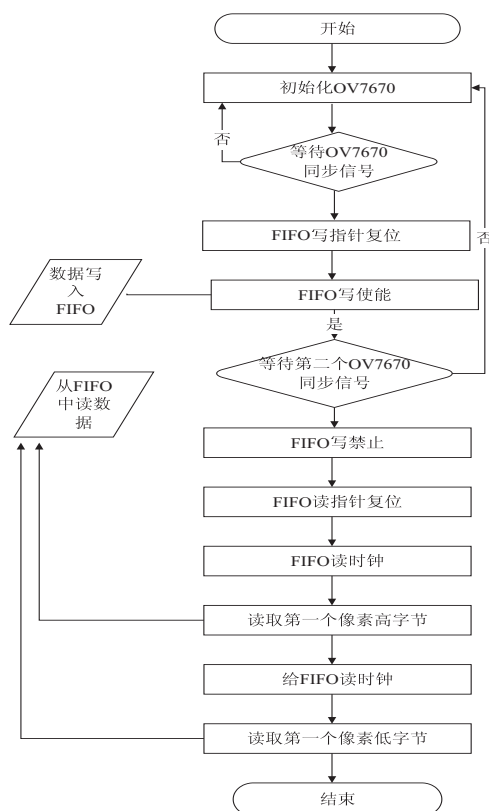 开始
初始化OV7670
否
等待OV7670
同步信号
FIFO写指针复位
否
数据写
入
FIFO
FIFO写使能
是
等待第二个OV7670
同步信号
从FIFO
中读数
据
FIFO写禁止
FIFO读指针复位
FIFO读时钟
读取第一个像素高字节
给FIFO读时钟
读取第一个像素低字节
结束